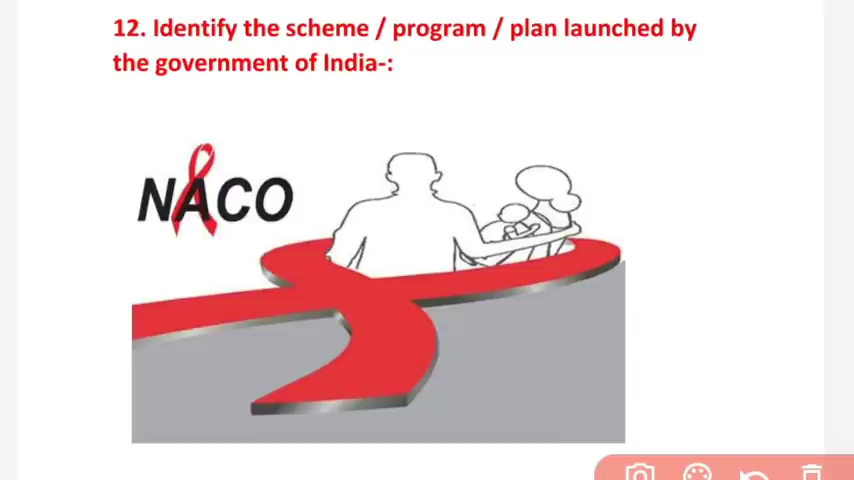 12. Identify the scheme / program / plan launched by
the government of India-:
NACO